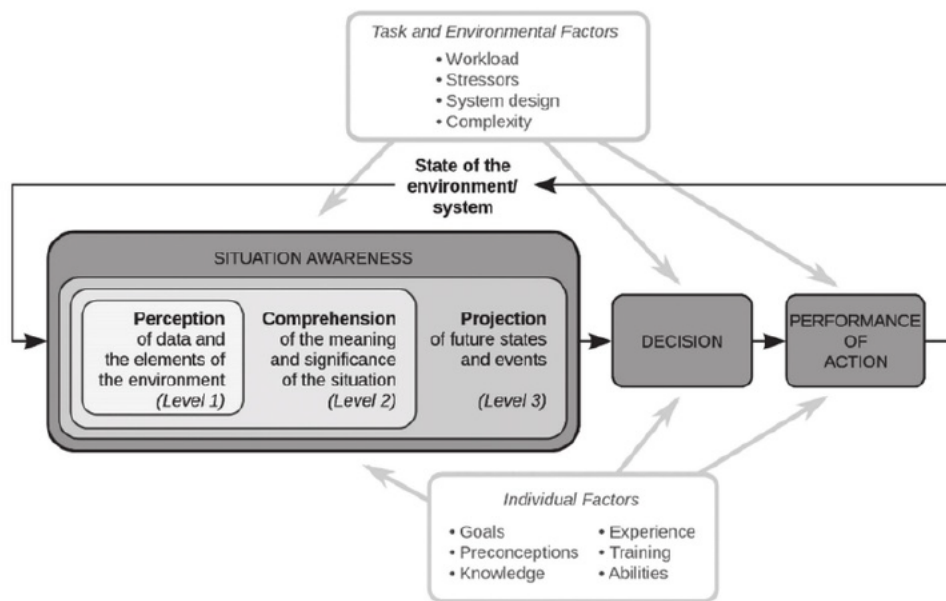 Task and Environmental Factors
• Workload
• Stressors
• System design
• Complexity
State of the
environment/
system
SITUATION AWARENESS
Perception
of data and
the elements of
the environment
(Level 1)
Comprehension
of the meaning
and significance
of the situation
(Level 2)
Projection
of future states
and events
(Level 3)
DECISION
PERFORMANCE
OF
ACTION
Individual Factors
• Goals
• Preconceptions
• Knowledge
• Experience
• Training
• Abilities